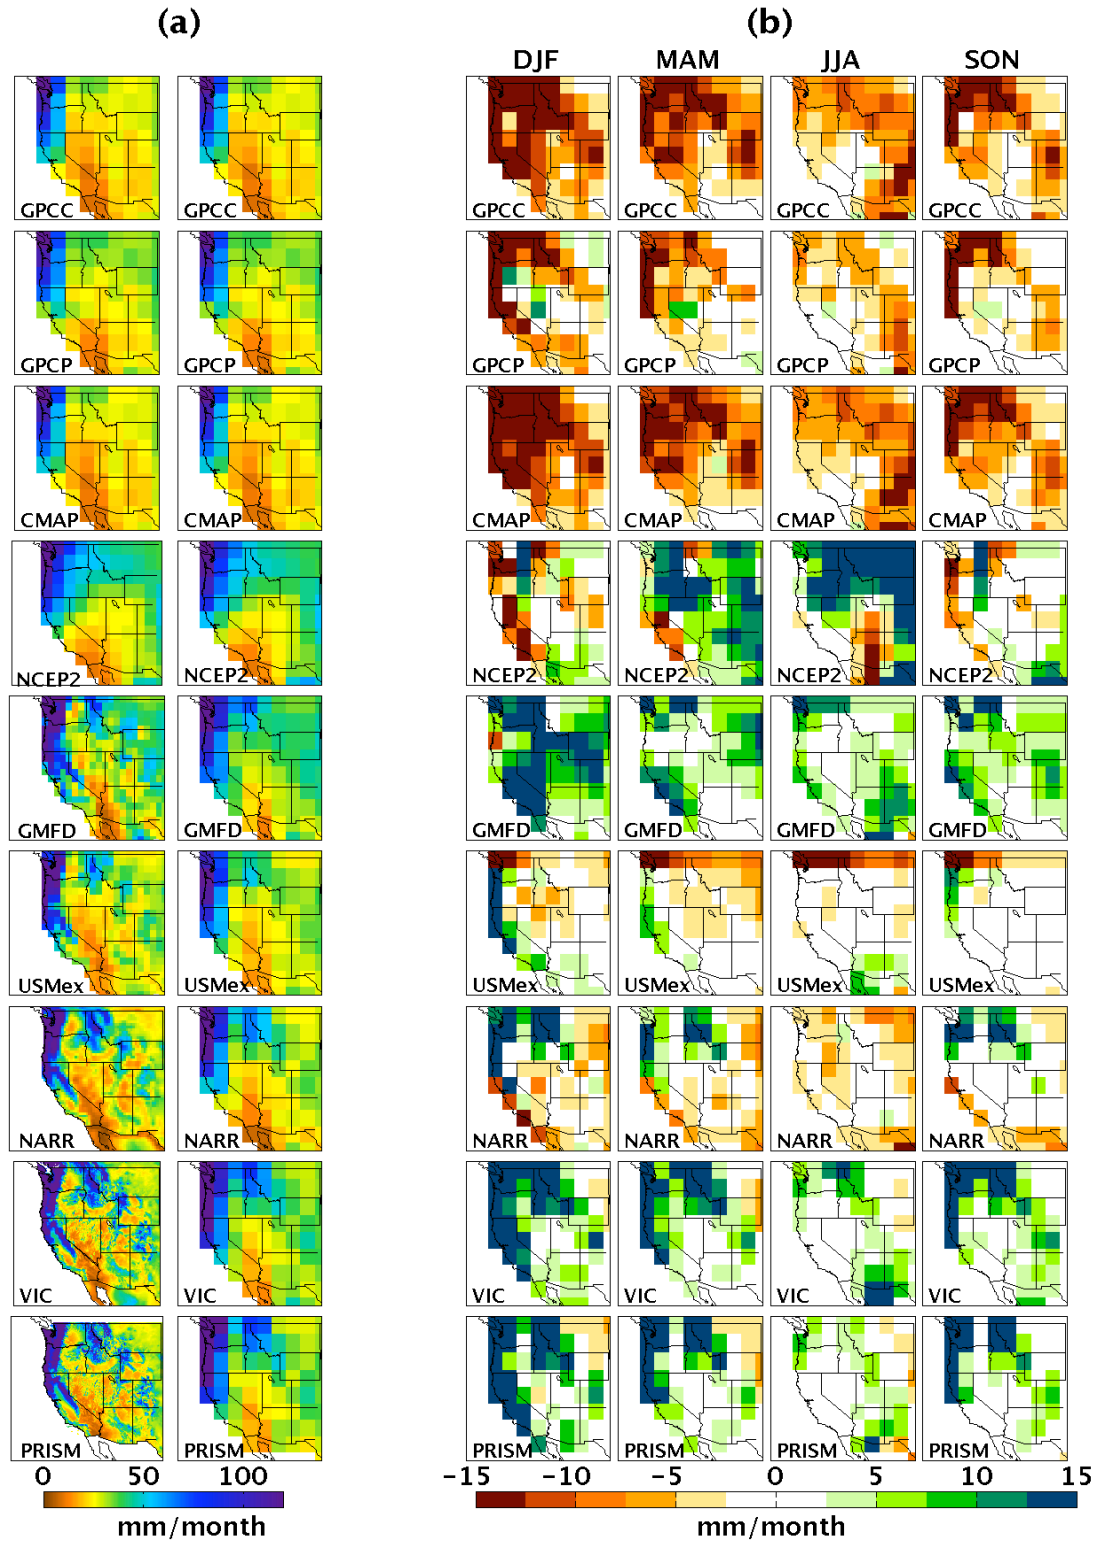 (a) (b)
DJF MAM JJA SON
GPCC GPCC GPCC GPCC GPCC GPCC
GPCP GPCP GPCP GPCP GPCP GPCP
CMAP CMAP CMAP CMAP CMAP CMAP
NCEP2 NCEP2 NCEP2 NCEP2 NCEP2 NCEP2
GMFD GMFD GMFD GMFD GMFD GMFD
USMex USMex USMex USMex USMex USMex
NARR NARR NARR NARR NARR NARR
VIC VIC VIC VIC VIC VIC
PRISM PRISM PRISM PRISM PRISM PRISM
0 50 100 −15 −10 −5 0 5 10 15
mm/month mm/month